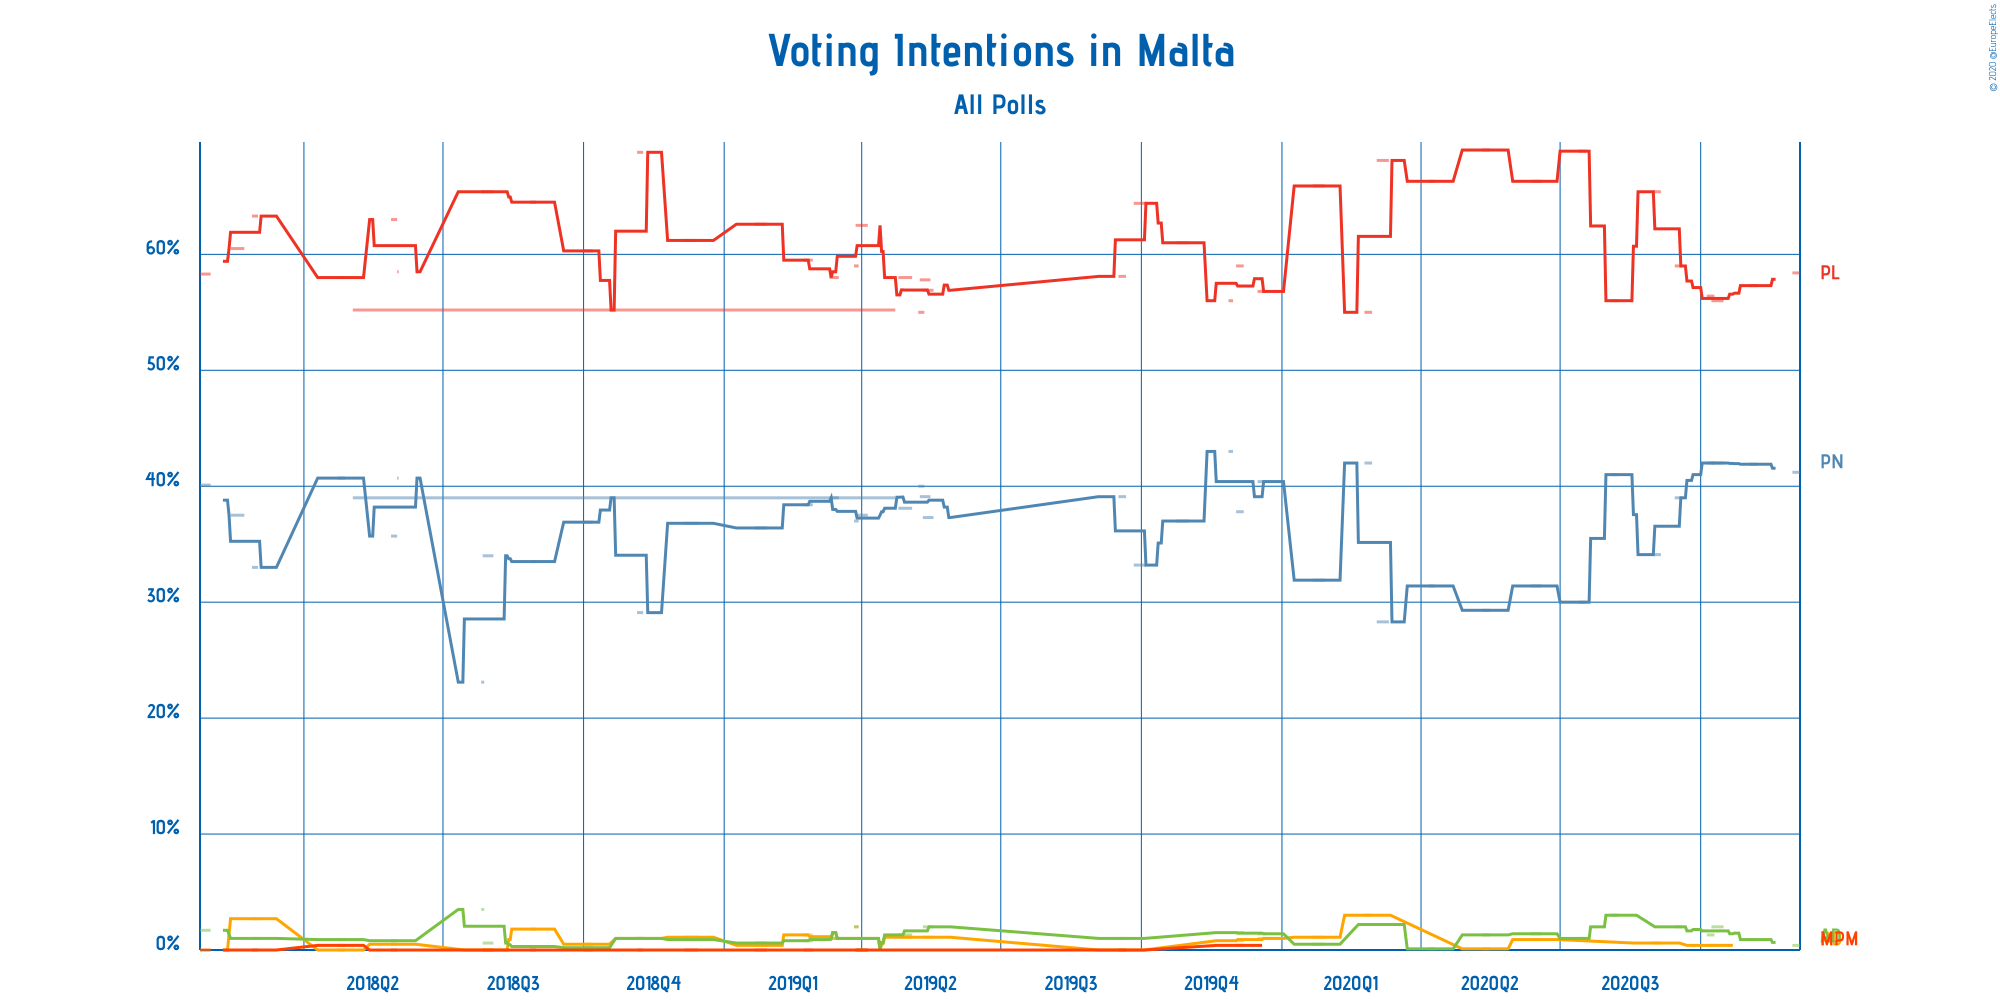 © 2020 @EuropeElects
Voting Intentions in Malta
All Polls
60%
50%
40%
30%
20%
10%
0%
PL
PN
MPM
2018Q2 2018Q3 2018Q4 2019Q1 2019Q2 2019Q3 2019Q4 2020Q1 2020Q2 2020Q3